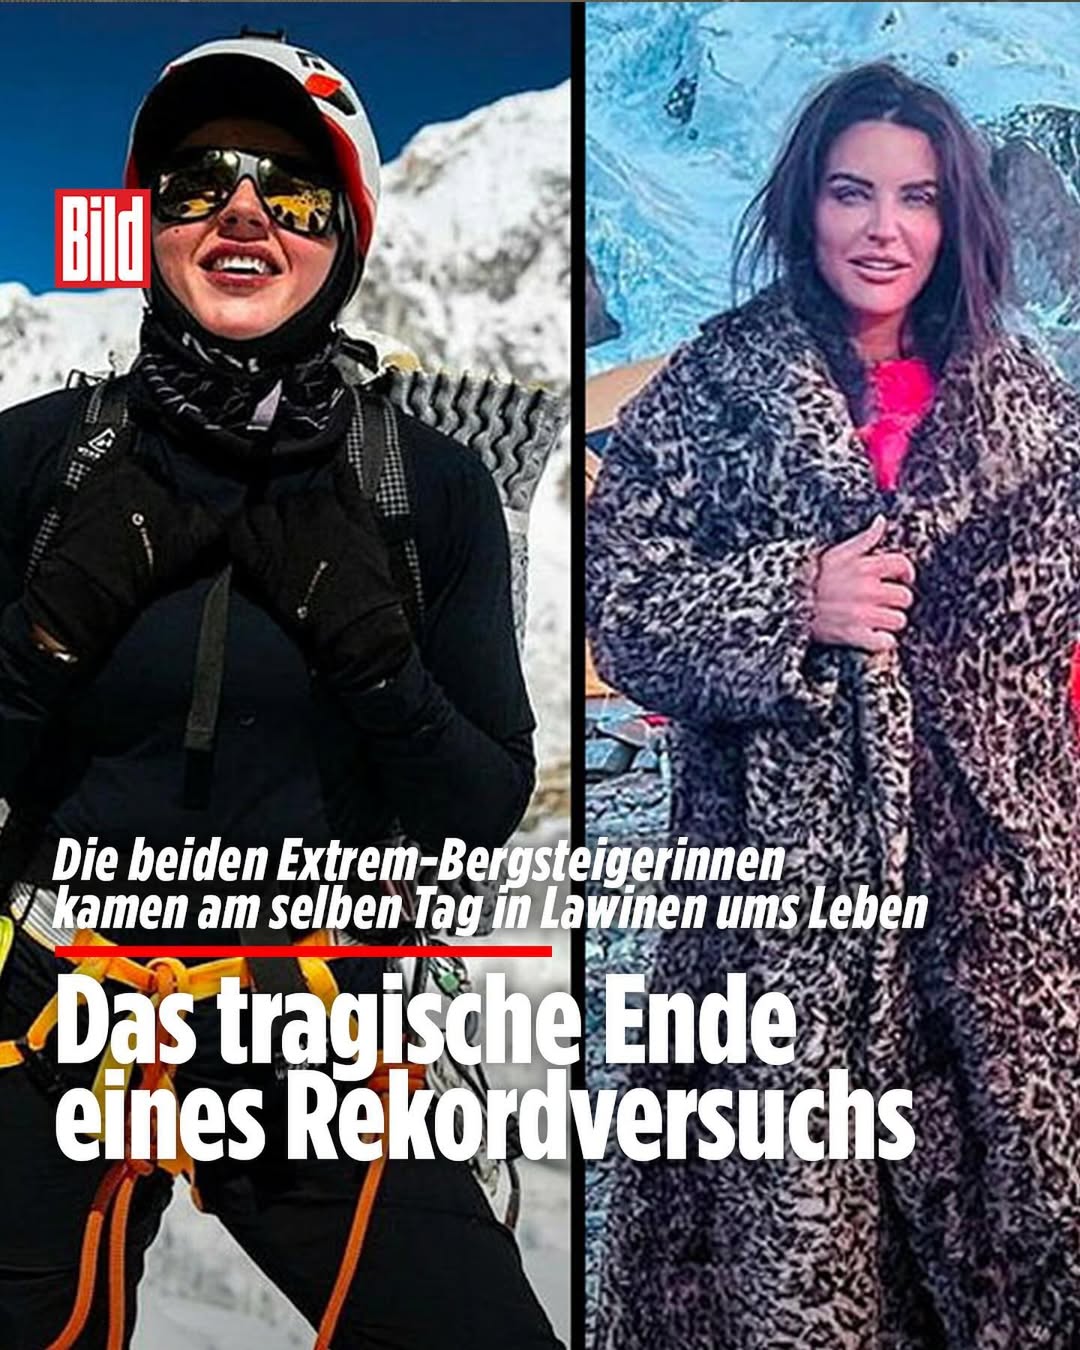 Bild
Die beiden Extrem-Bergsteigerinnen
kamen am selben Tag in Lawinen ums Leben
Das tragische Ende
eines Rekordversuchs